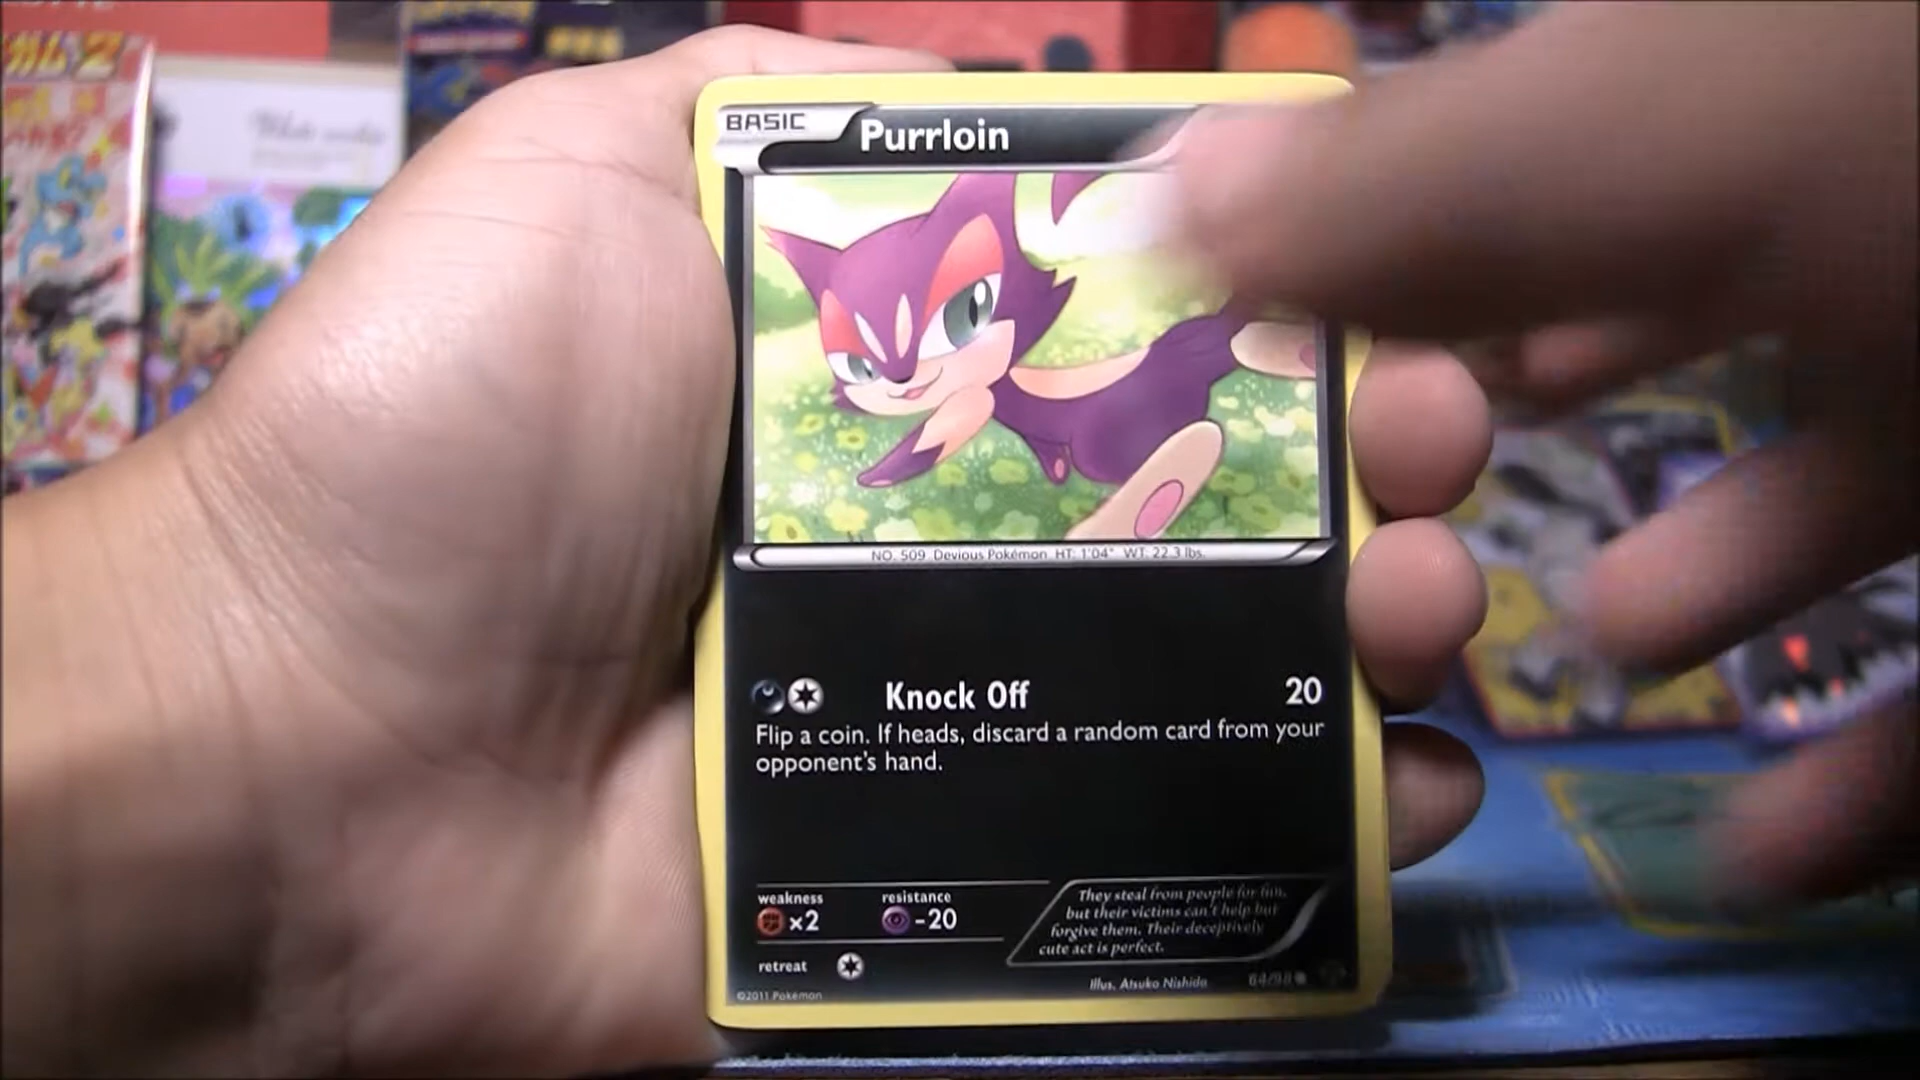 BASIC
Purrloin
NO. 509 Devious Pokémon HT: 1'04" WT: 22.3 lbs.
Knock Off 20
Flip a coin. If heads, discard a random card from your
opponent's hand.
weakness resistance
x2 -20
They steal from people for fun,
but their victims can't help but
forgive them. Their deceptively
cute act is perfect.
retreat
Illus. Atsuko Nishida 64/98
©2011 Pokémon